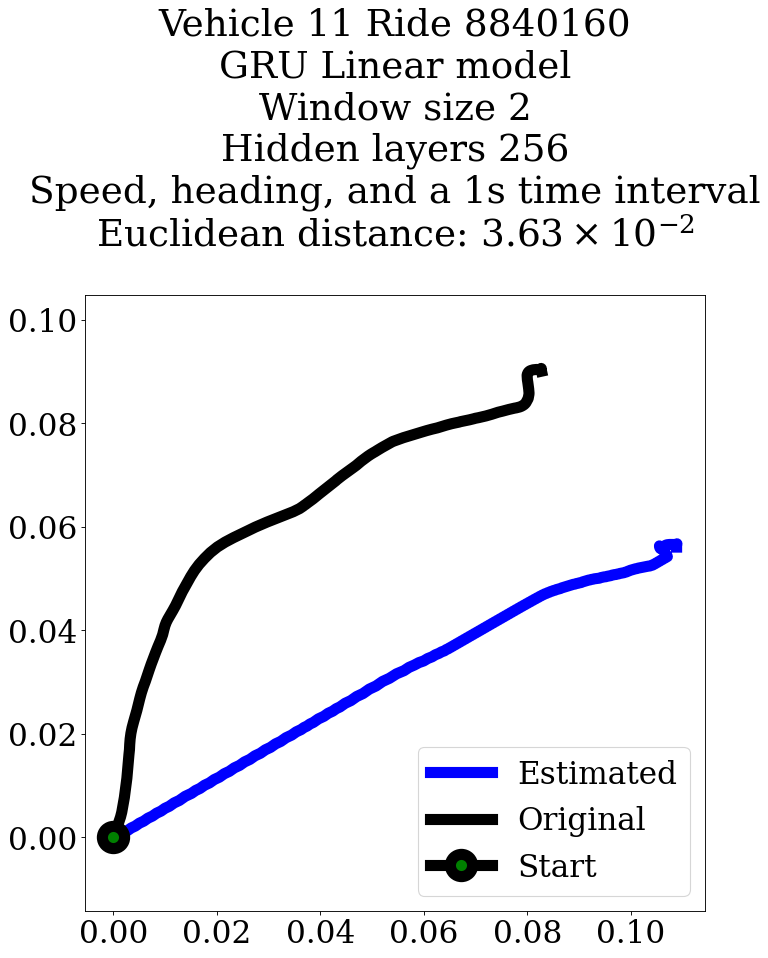 Vehicle 11 Ride 8840160
GRU Linear model
Window size 2
Hidden layers 256
Speed, heading, and a 1s time interval
Euclidean distance: 3.63 × 10⁻²
0.10
0.08
0.06
0.04
0.02
0.00
Estimated
Original
Start
0.00 0.02 0.04 0.06 0.08 0.10